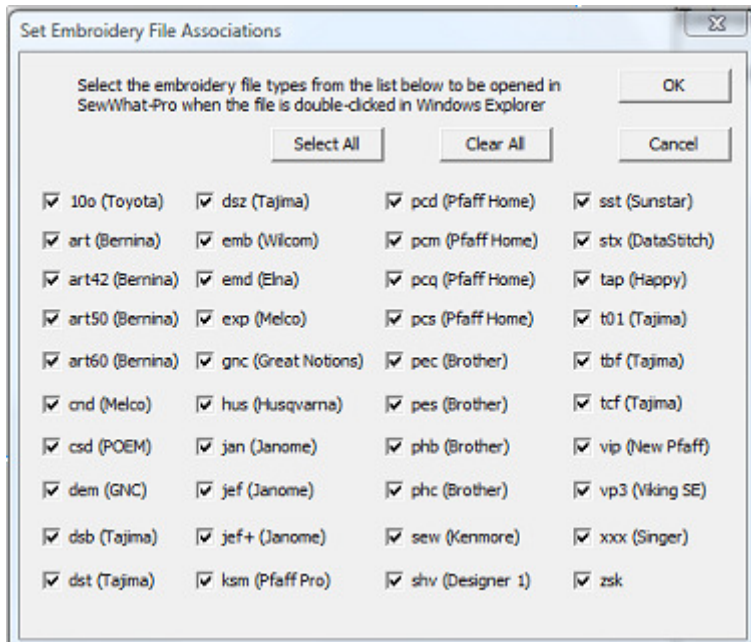 Set Embroidery File Associations
Select the embroidery file types from the list below to be opened in
SewWhat-Pro when the file is double-clicked in Windows Explorer
OK
Select All
Clear All
Cancel
10o (Toyota)
art (Bernina)
art42 (Bernina)
art50 (Bernina)
art60 (Bernina)
cnd (Melco)
csd (POEM)
dem (GNC)
dsb (Tajima)
dst (Tajima)
dsz (Tajima)
emb (Wilcom)
emd (Elna)
exp (Melco)
gnc (Great Notions)
hus (Husqvarna)
jan (Janome)
jef (Janome)
jef+ (Janome)
ksm (Pfaff Pro)
pcd (Pfaff Home)
pcm (Pfaff Home)
pcq (Pfaff Home)
pcs (Pfaff Home)
pec (Brother)
pes (Brother)
phb (Brother)
phc (Brother)
sew (Kenmore)
shv (Designer 1)
sst (Sunstar)
stx (DataStitch)
tap (Happy)
t01 (Tajima)
tbf (Tajima)
tcf (Tajima)
vip (New Pfaff)
vp3 (Viking SE)
xxx (Singer)
zsk